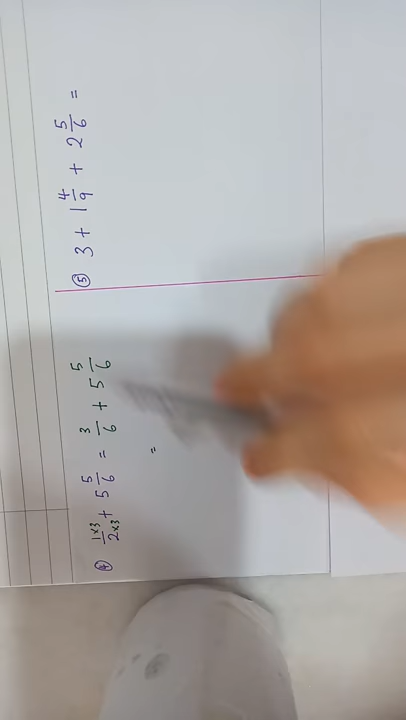 ④ 1×3/2×3 + 5 5/6 = 3/6 + 5 5/6
=
⑤ 3 + 1 4/9 + 2 5/6 =